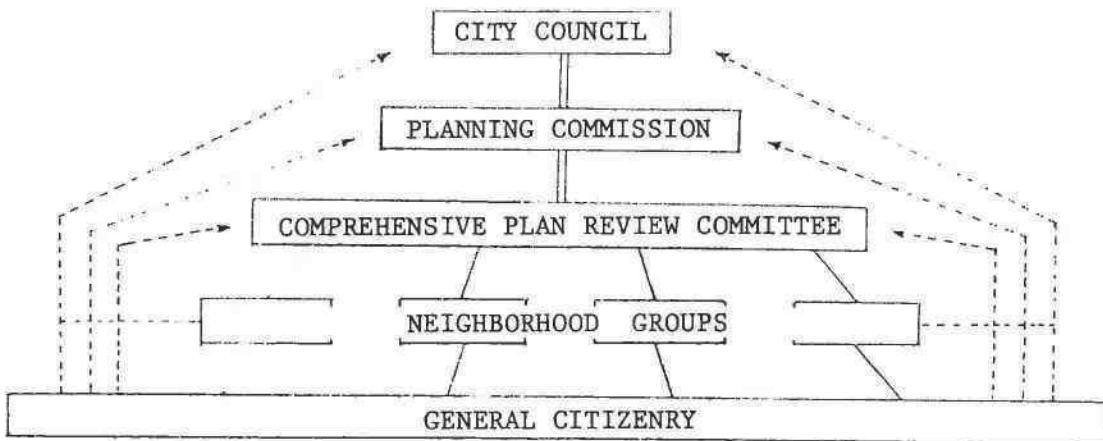 CITY COUNCIL
PLANNING COMMISSION
COMPREHENSIVE PLAN REVIEW COMMITTEE
NEIGHBORHOOD GROUPS
GENERAL CITIZENRY